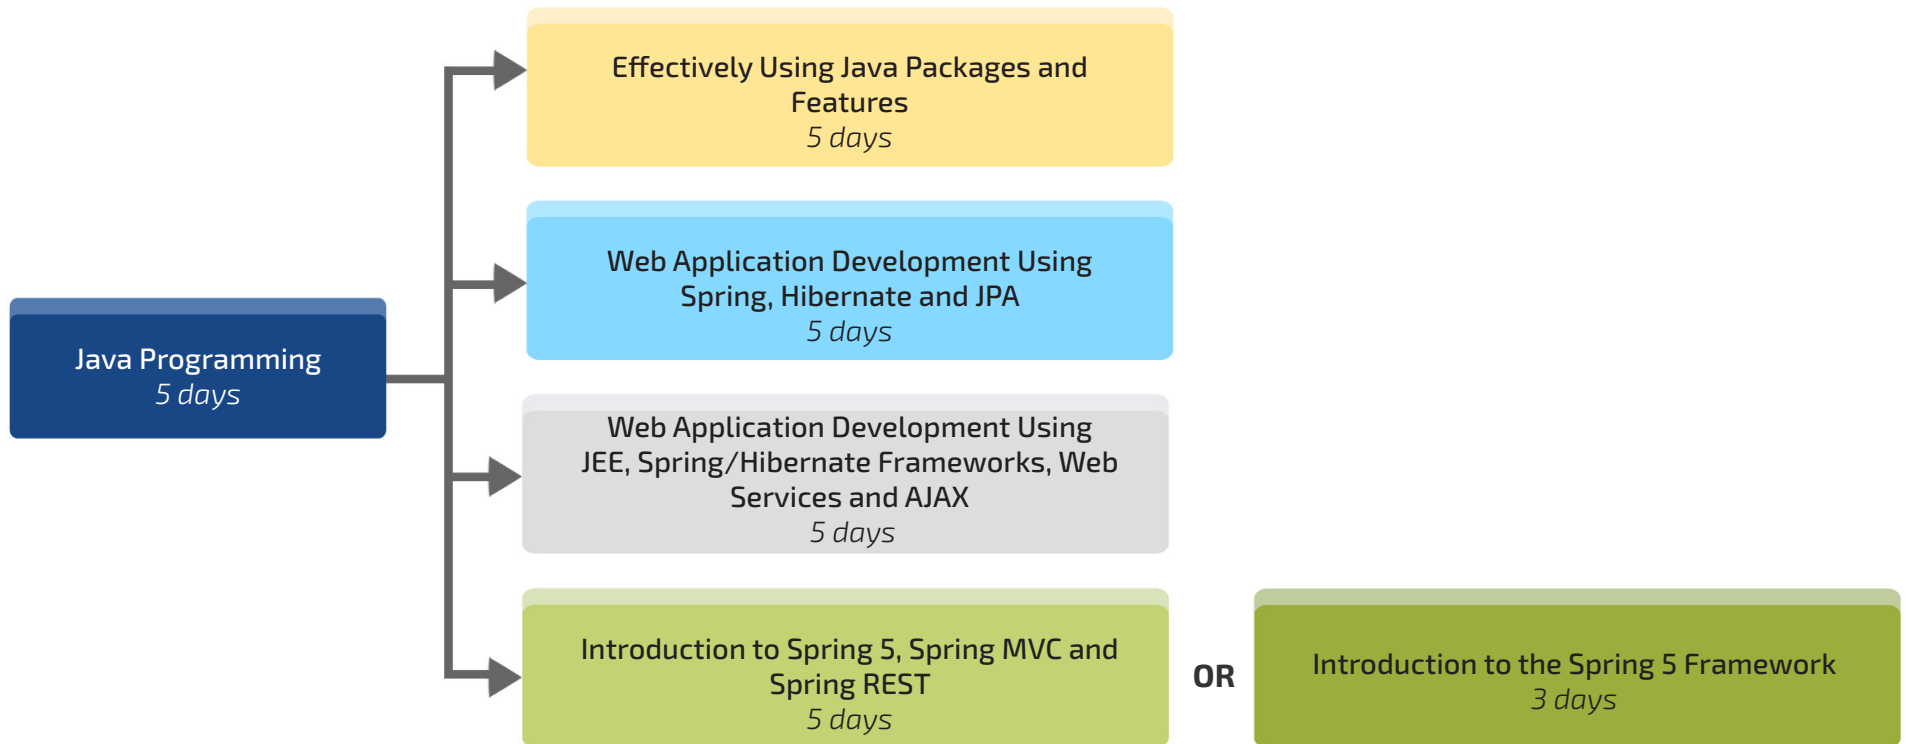 Effectively Using Java Packages and
Features
5 days
Web Application Development Using
Spring, Hibernate and JPA
5 days
Java Programming
5 days
Web Application Development Using
JEE, Spring/Hibernate Frameworks, Web
Services and AJAX
5 days
Introduction to Spring 5, Spring MVC and
Spring REST
5 days
OR
Introduction to the Spring 5 Framework
3 days